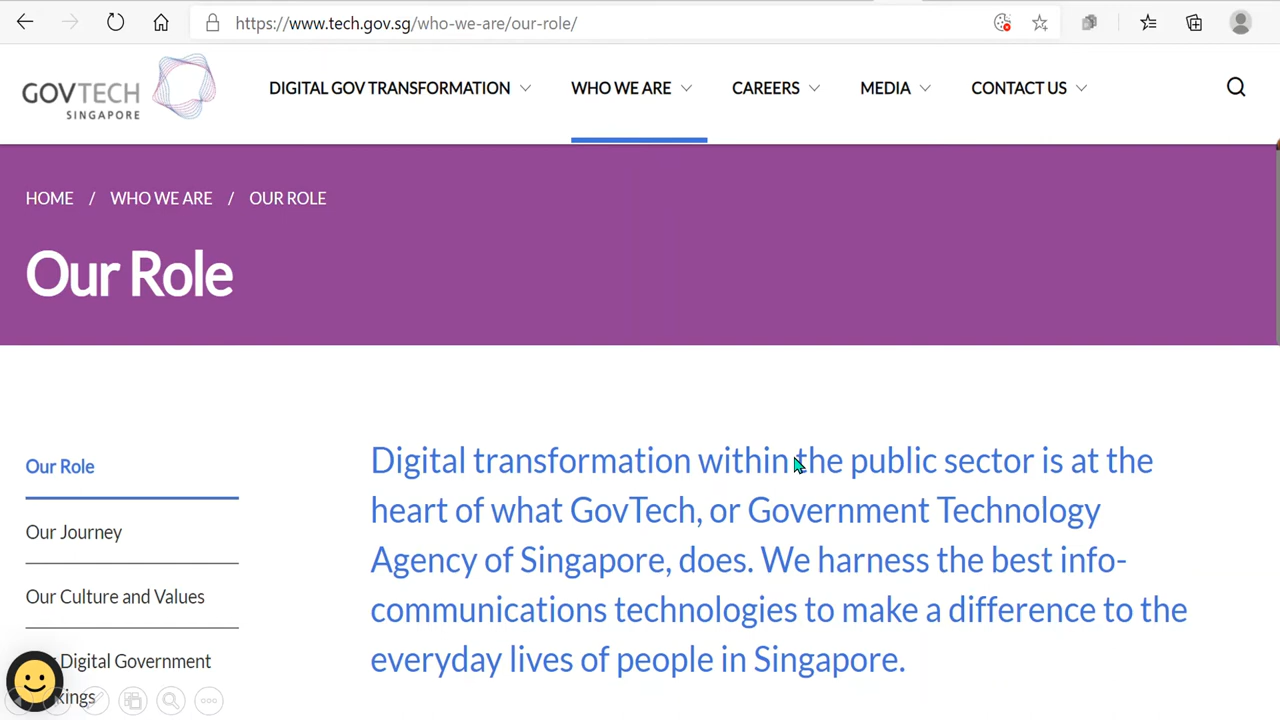 https://www.tech.gov.sg/who-we-are/our-role/
GOVTECH
SINGAPORE
DIGITAL GOV TRANSFORMATION
WHO WE ARE
CAREERS
MEDIA
CONTACT US
HOME / WHO WE ARE / OUR ROLE
Our Role
Our Role
Our Journey
Our Culture and Values
Digital Government
Digital transformation within the public sector is at the
heart of what GovTech, or Government Technology
Agency of Singapore, does. We harness the best info-
communications technologies to make a difference to the
everyday lives of people in Singapore.